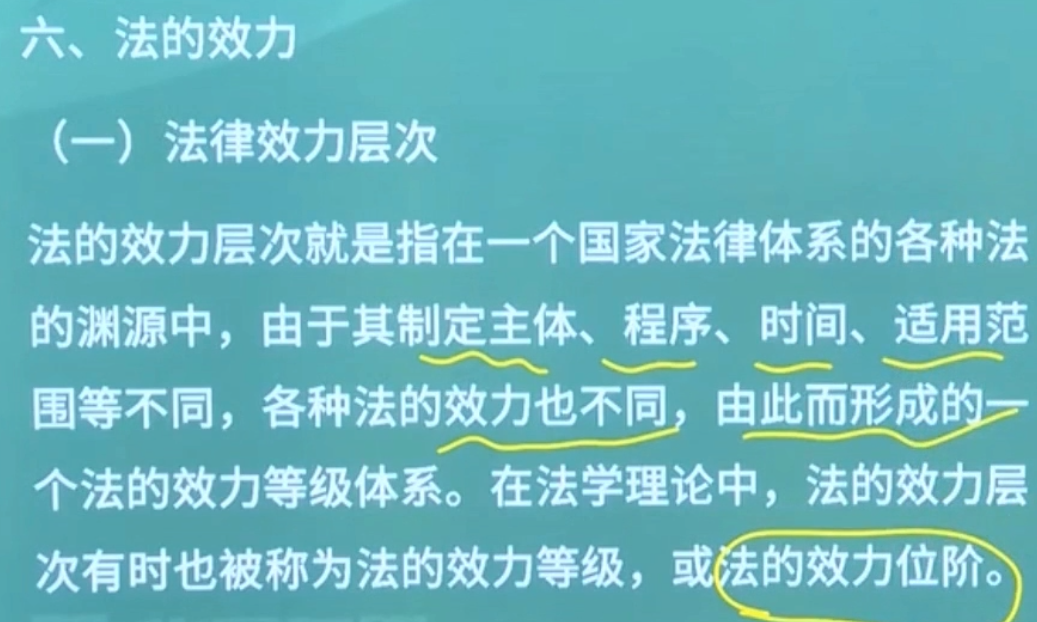 六、法的效力
（一）法律效力层次
法的效力层次就是指在一个国家法律体系的各种法
的渊源中，由于其制定主体、程序、时间、适用范
围等不同，各种法的效力也不同，由此而形成的一
个法的效力等级体系。在法学理论中，法的效力层
次有时也被称为法的效力等级，或法的效力位阶。